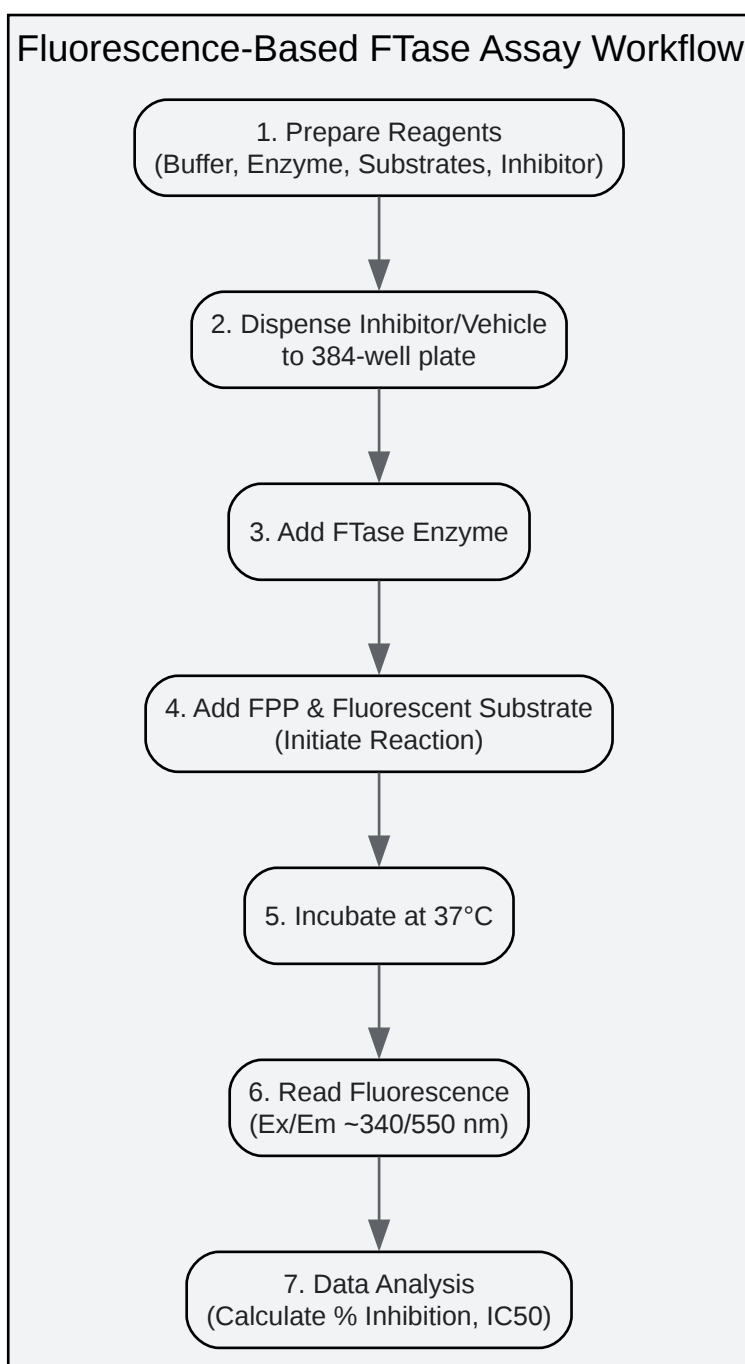 Fluorescence-Based FTase Assay Workflow
1. Prepare Reagents
(Buffer, Enzyme, Substrates, Inhibitor)
2. Dispense Inhibitor/Vehicle
to 384-well plate
3. Add FTase Enzyme
4. Add FPP & Fluorescent Substrate
(Initiate Reaction)
5. Incubate at 37°C
6. Read Fluorescence
(Ex/Em ~340/550 nm)
7. Data Analysis
(Calculate % Inhibition, IC50)